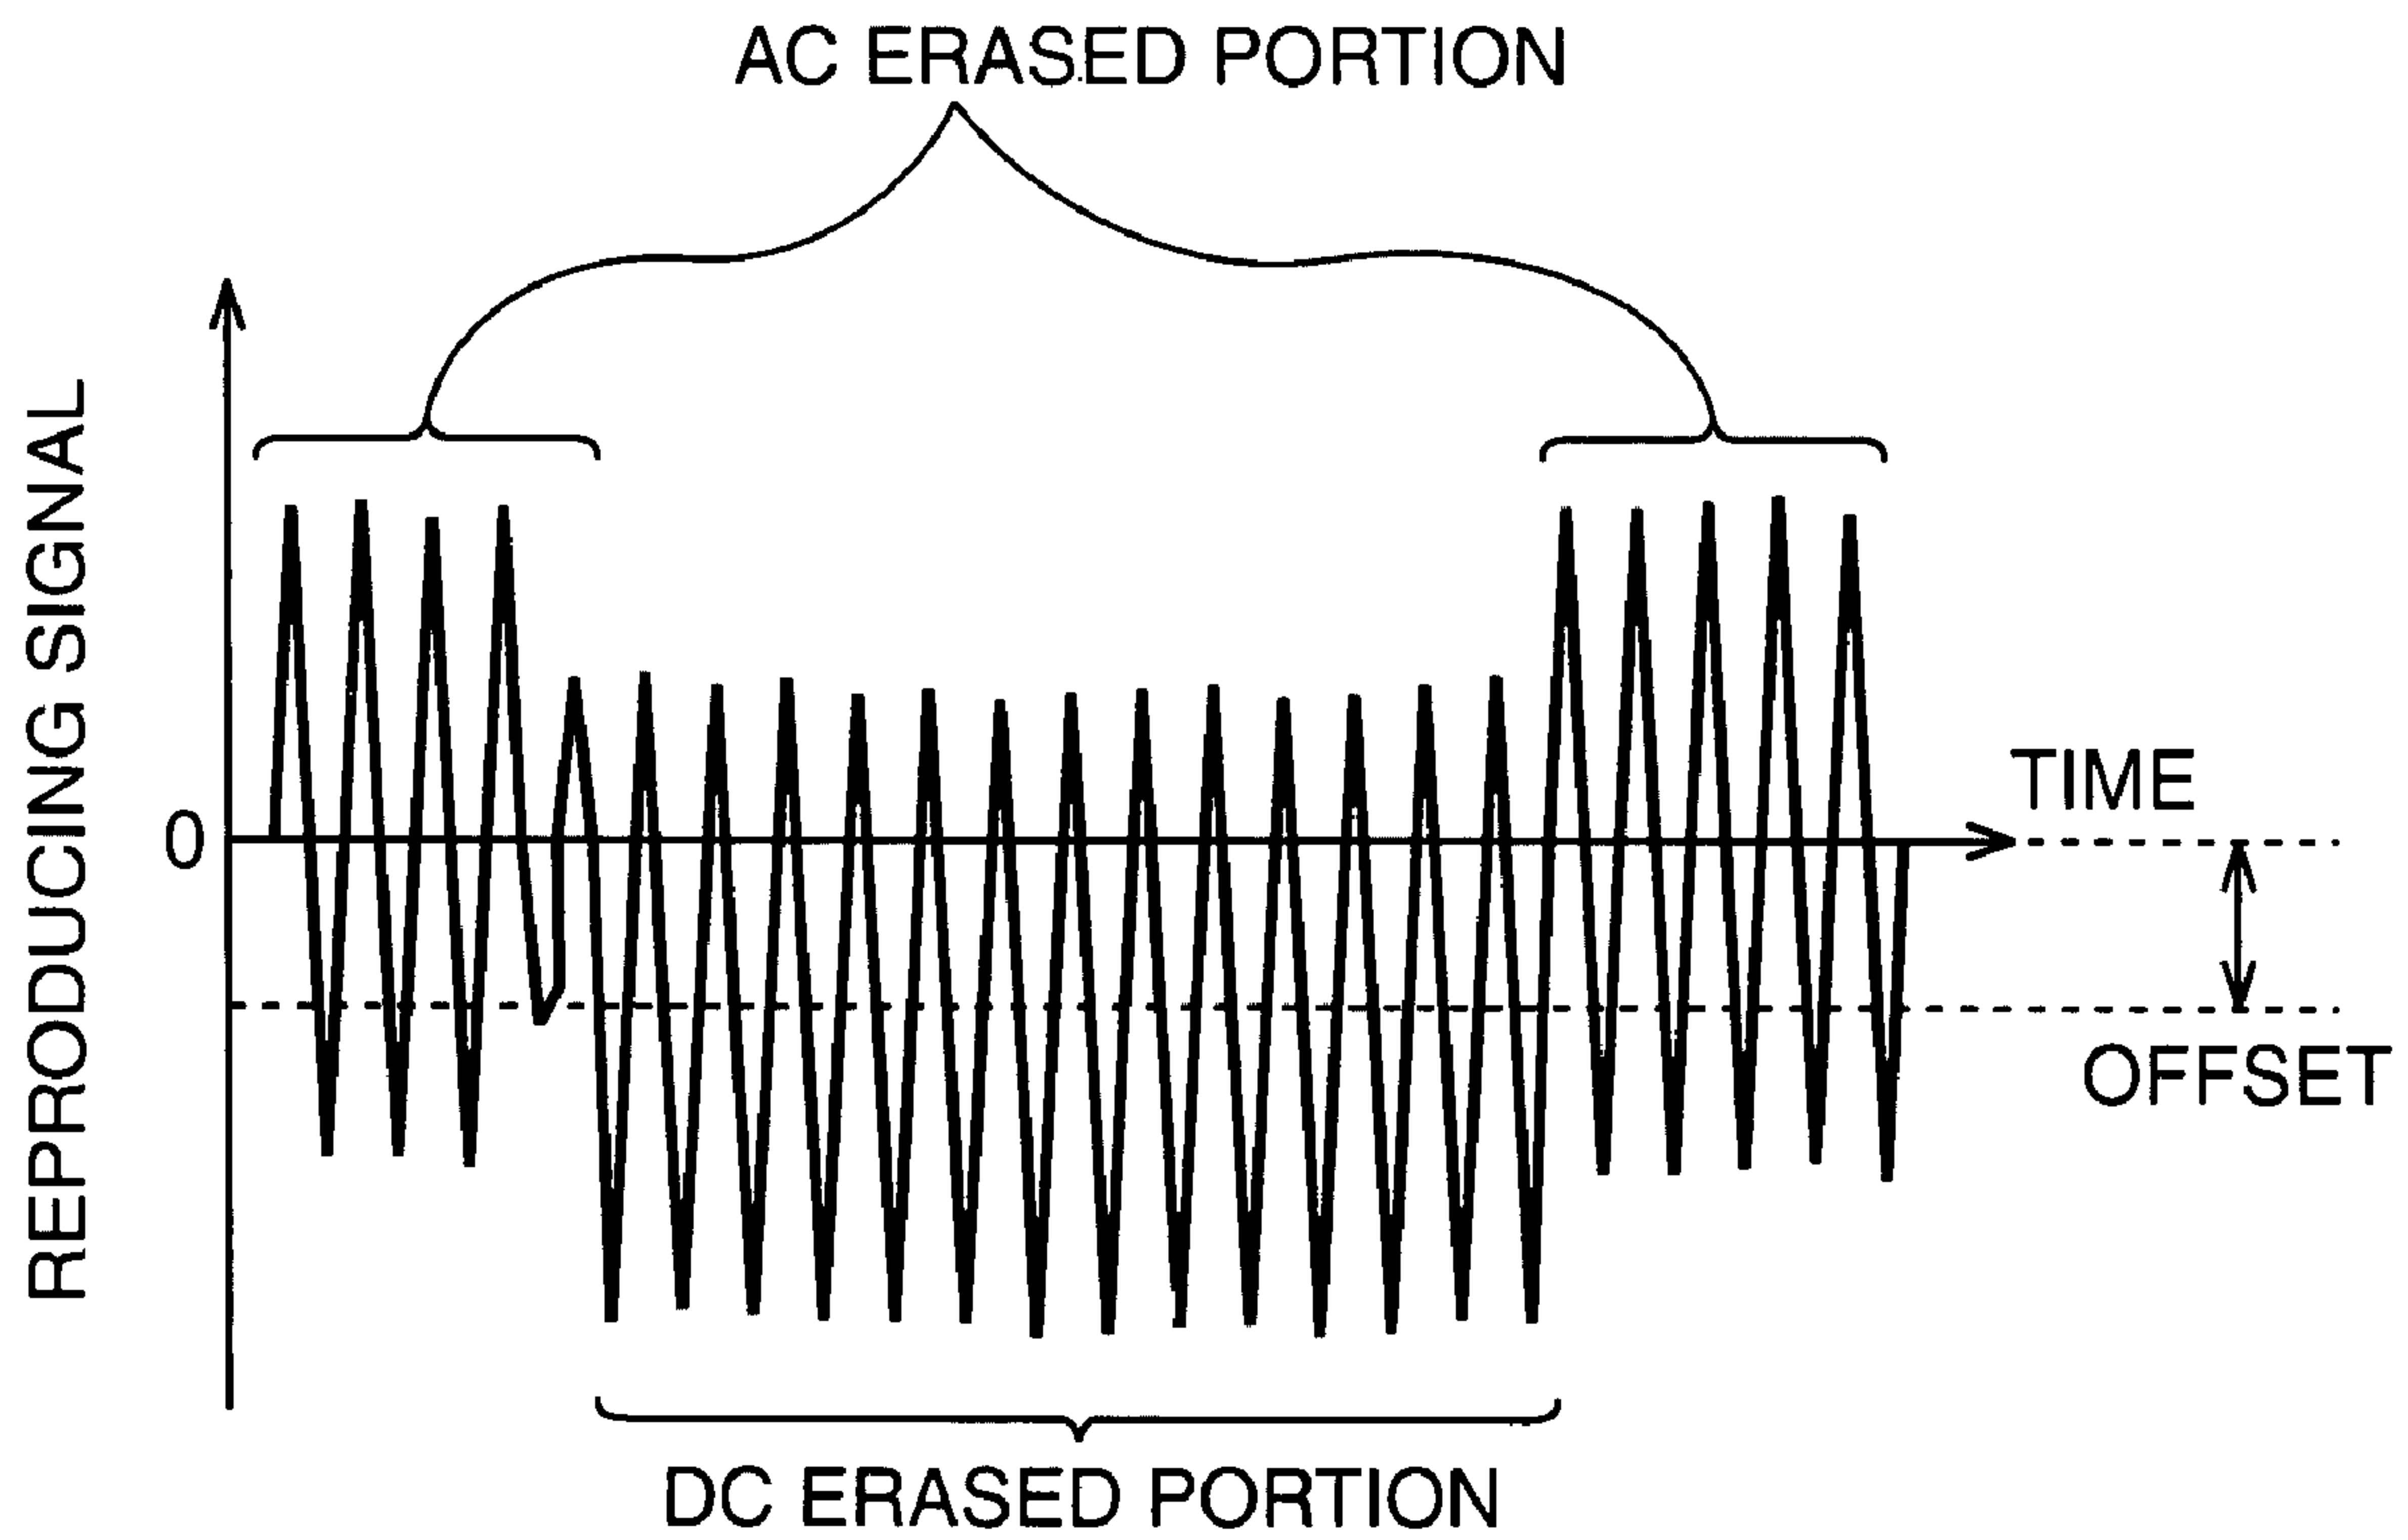 AC ERASED PORTION
REPRODUCING SIGNAL
0
TIME
OFFSET
DC ERASED PORTION